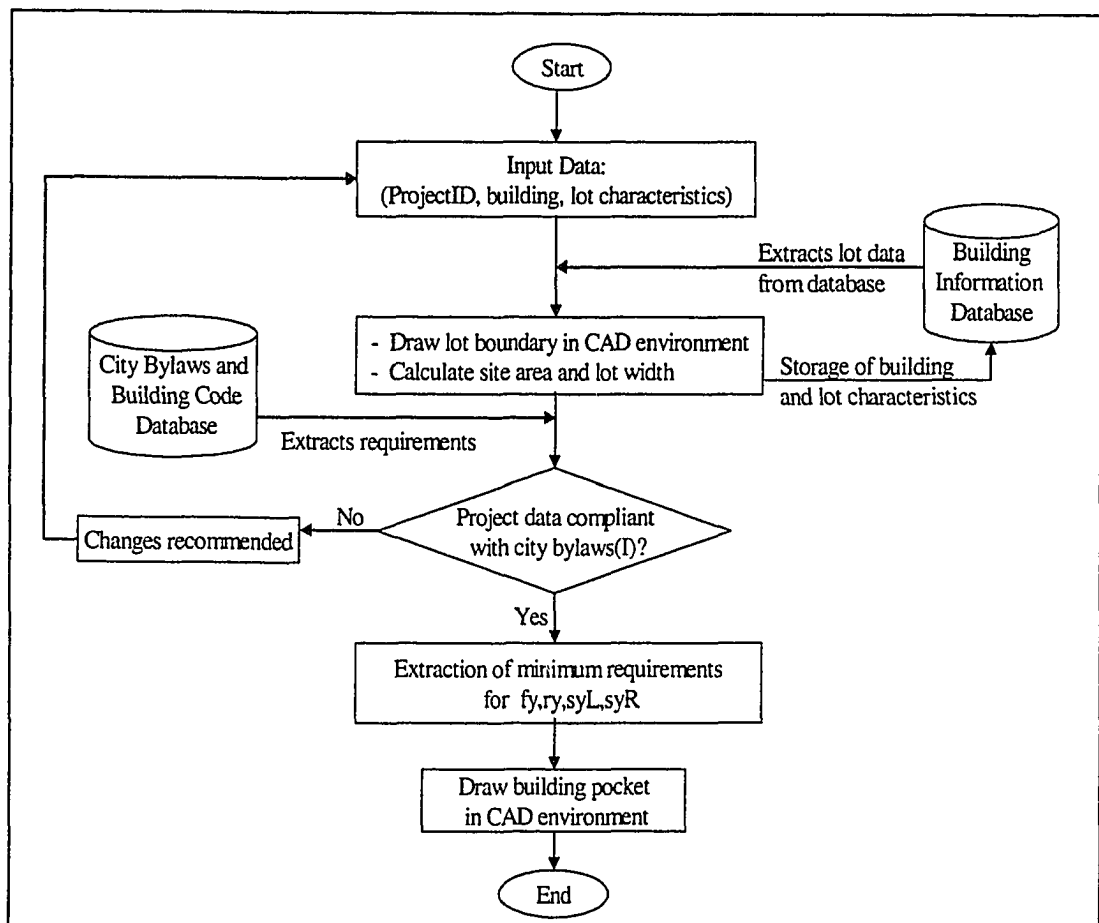 Start
Input Data:
(ProjectID, building, lot characteristics)
Extracts lot data
from database
Building
Information
Database
- Draw lot boundary in CAD environment
- Calculate site area and lot width
Storage of building
and lot characteristics
City Bylaws and
Building Code
Database
Extracts requirements
Project data compliant
with city bylaws(I)?
No
Changes recommended
Yes
Extraction of minimum requirements
for fy,ry,syL,syR
Draw building pocket
in CAD environment
End